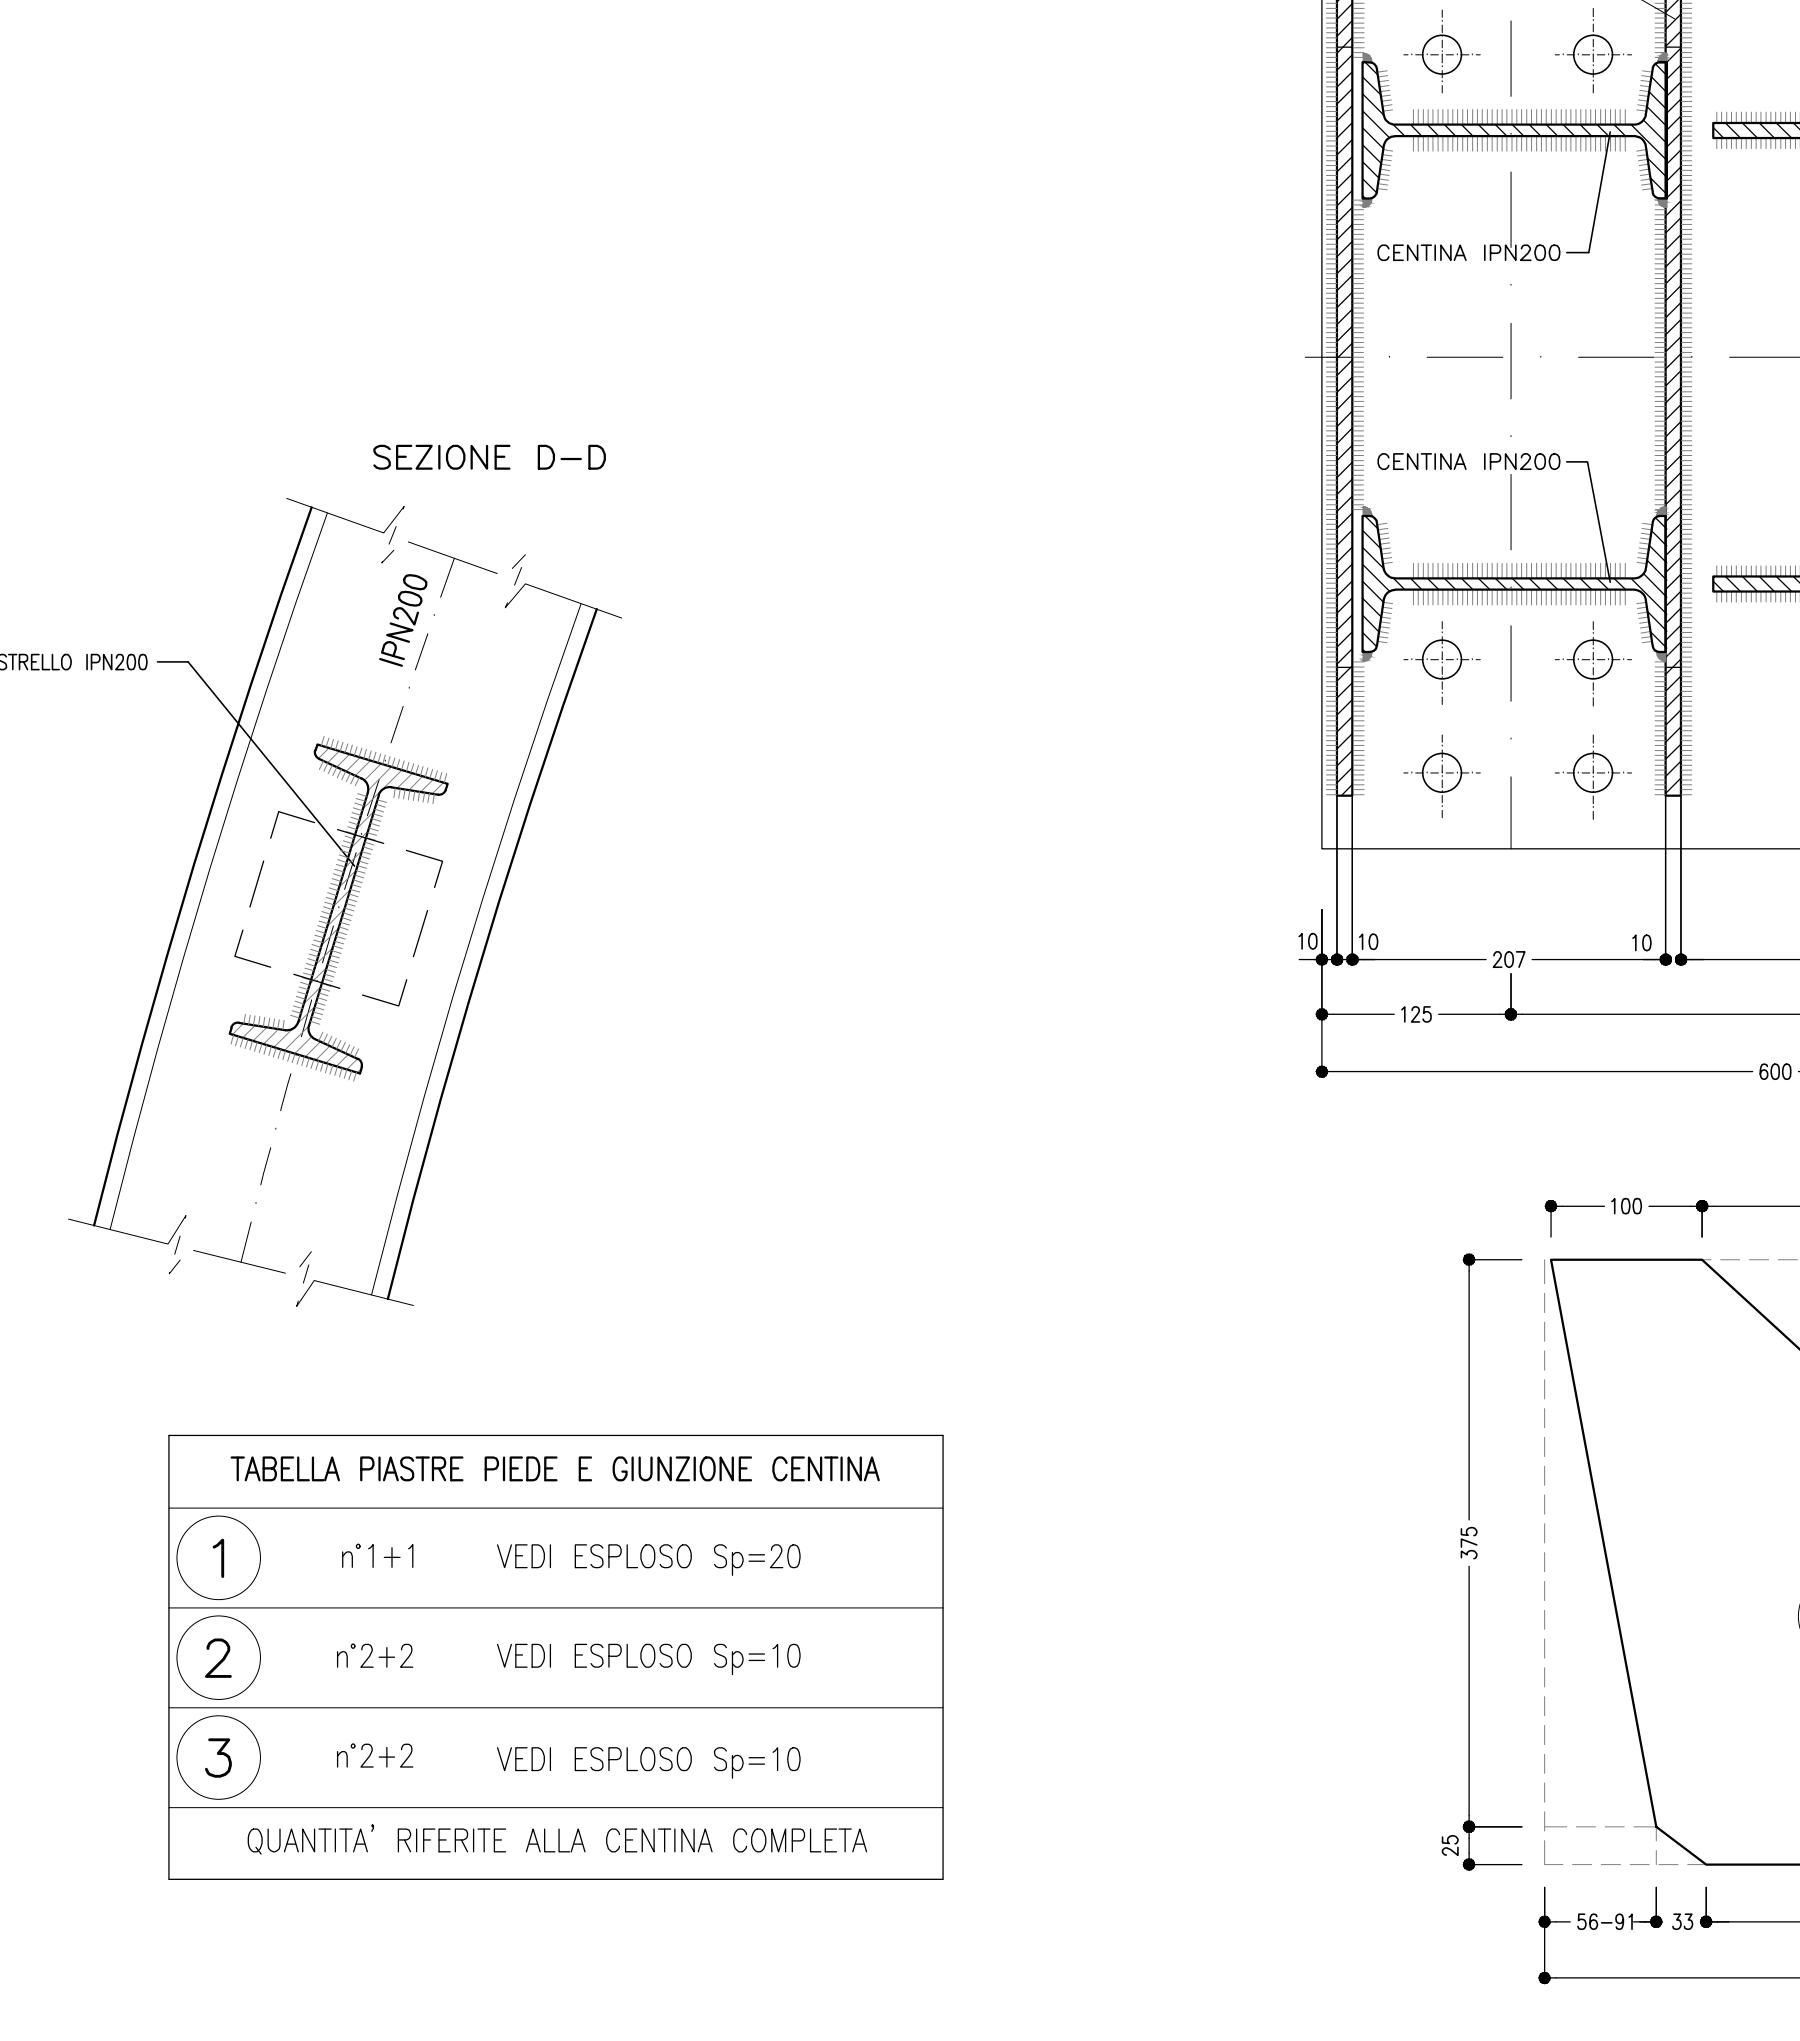 CENTINA IPN200
SEZIONE D-D
CENTINA IPN200
IPN200
STRELLO IPN200
10 10 207 10
125
600
100
375
25
56-91 33
TABELLA PIASTRE PIEDE E GIUNZIONE CENTINA
1 n°1+1 VEDI ESPLOSO Sp=20
2 n°2+2 VEDI ESPLOSO Sp=10
3 n°2+2 VEDI ESPLOSO Sp=10
QUANTITA' RIFERITE ALLA CENTINA COMPLETA